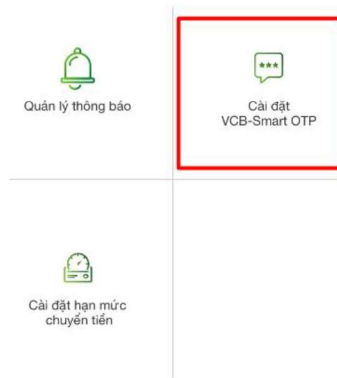 Quản lý thông báo
***
Cài đặt
VCB-Smart OTP
Cài đặt hạn mức
chuyển tiền